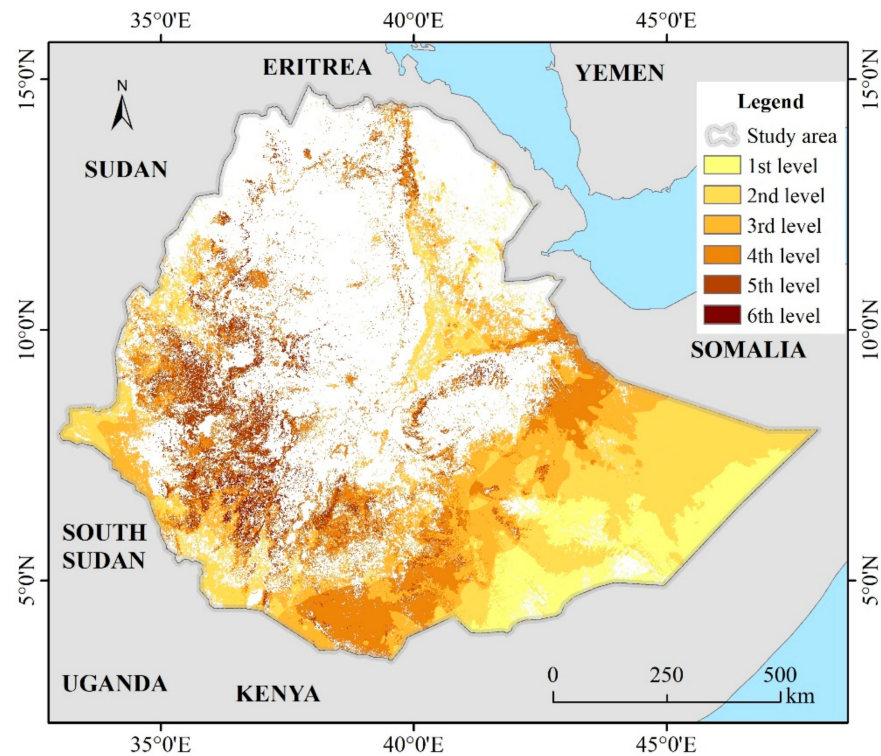 35°0'E 40°0'E 45°0'E
15°0'N
15°0'N
ERITREA
YEMEN
N
Legend
Study area
1st level
2nd level
3rd level
4th level
5th level
6th level
SUDAN
10°0'N
10°0'N
SOMALIA
SOUTH
SUDAN
5°0'N
5°0'N
UGANDA
KENYA
0 250 500
km
35°0'E 40°0'E 45°0'E